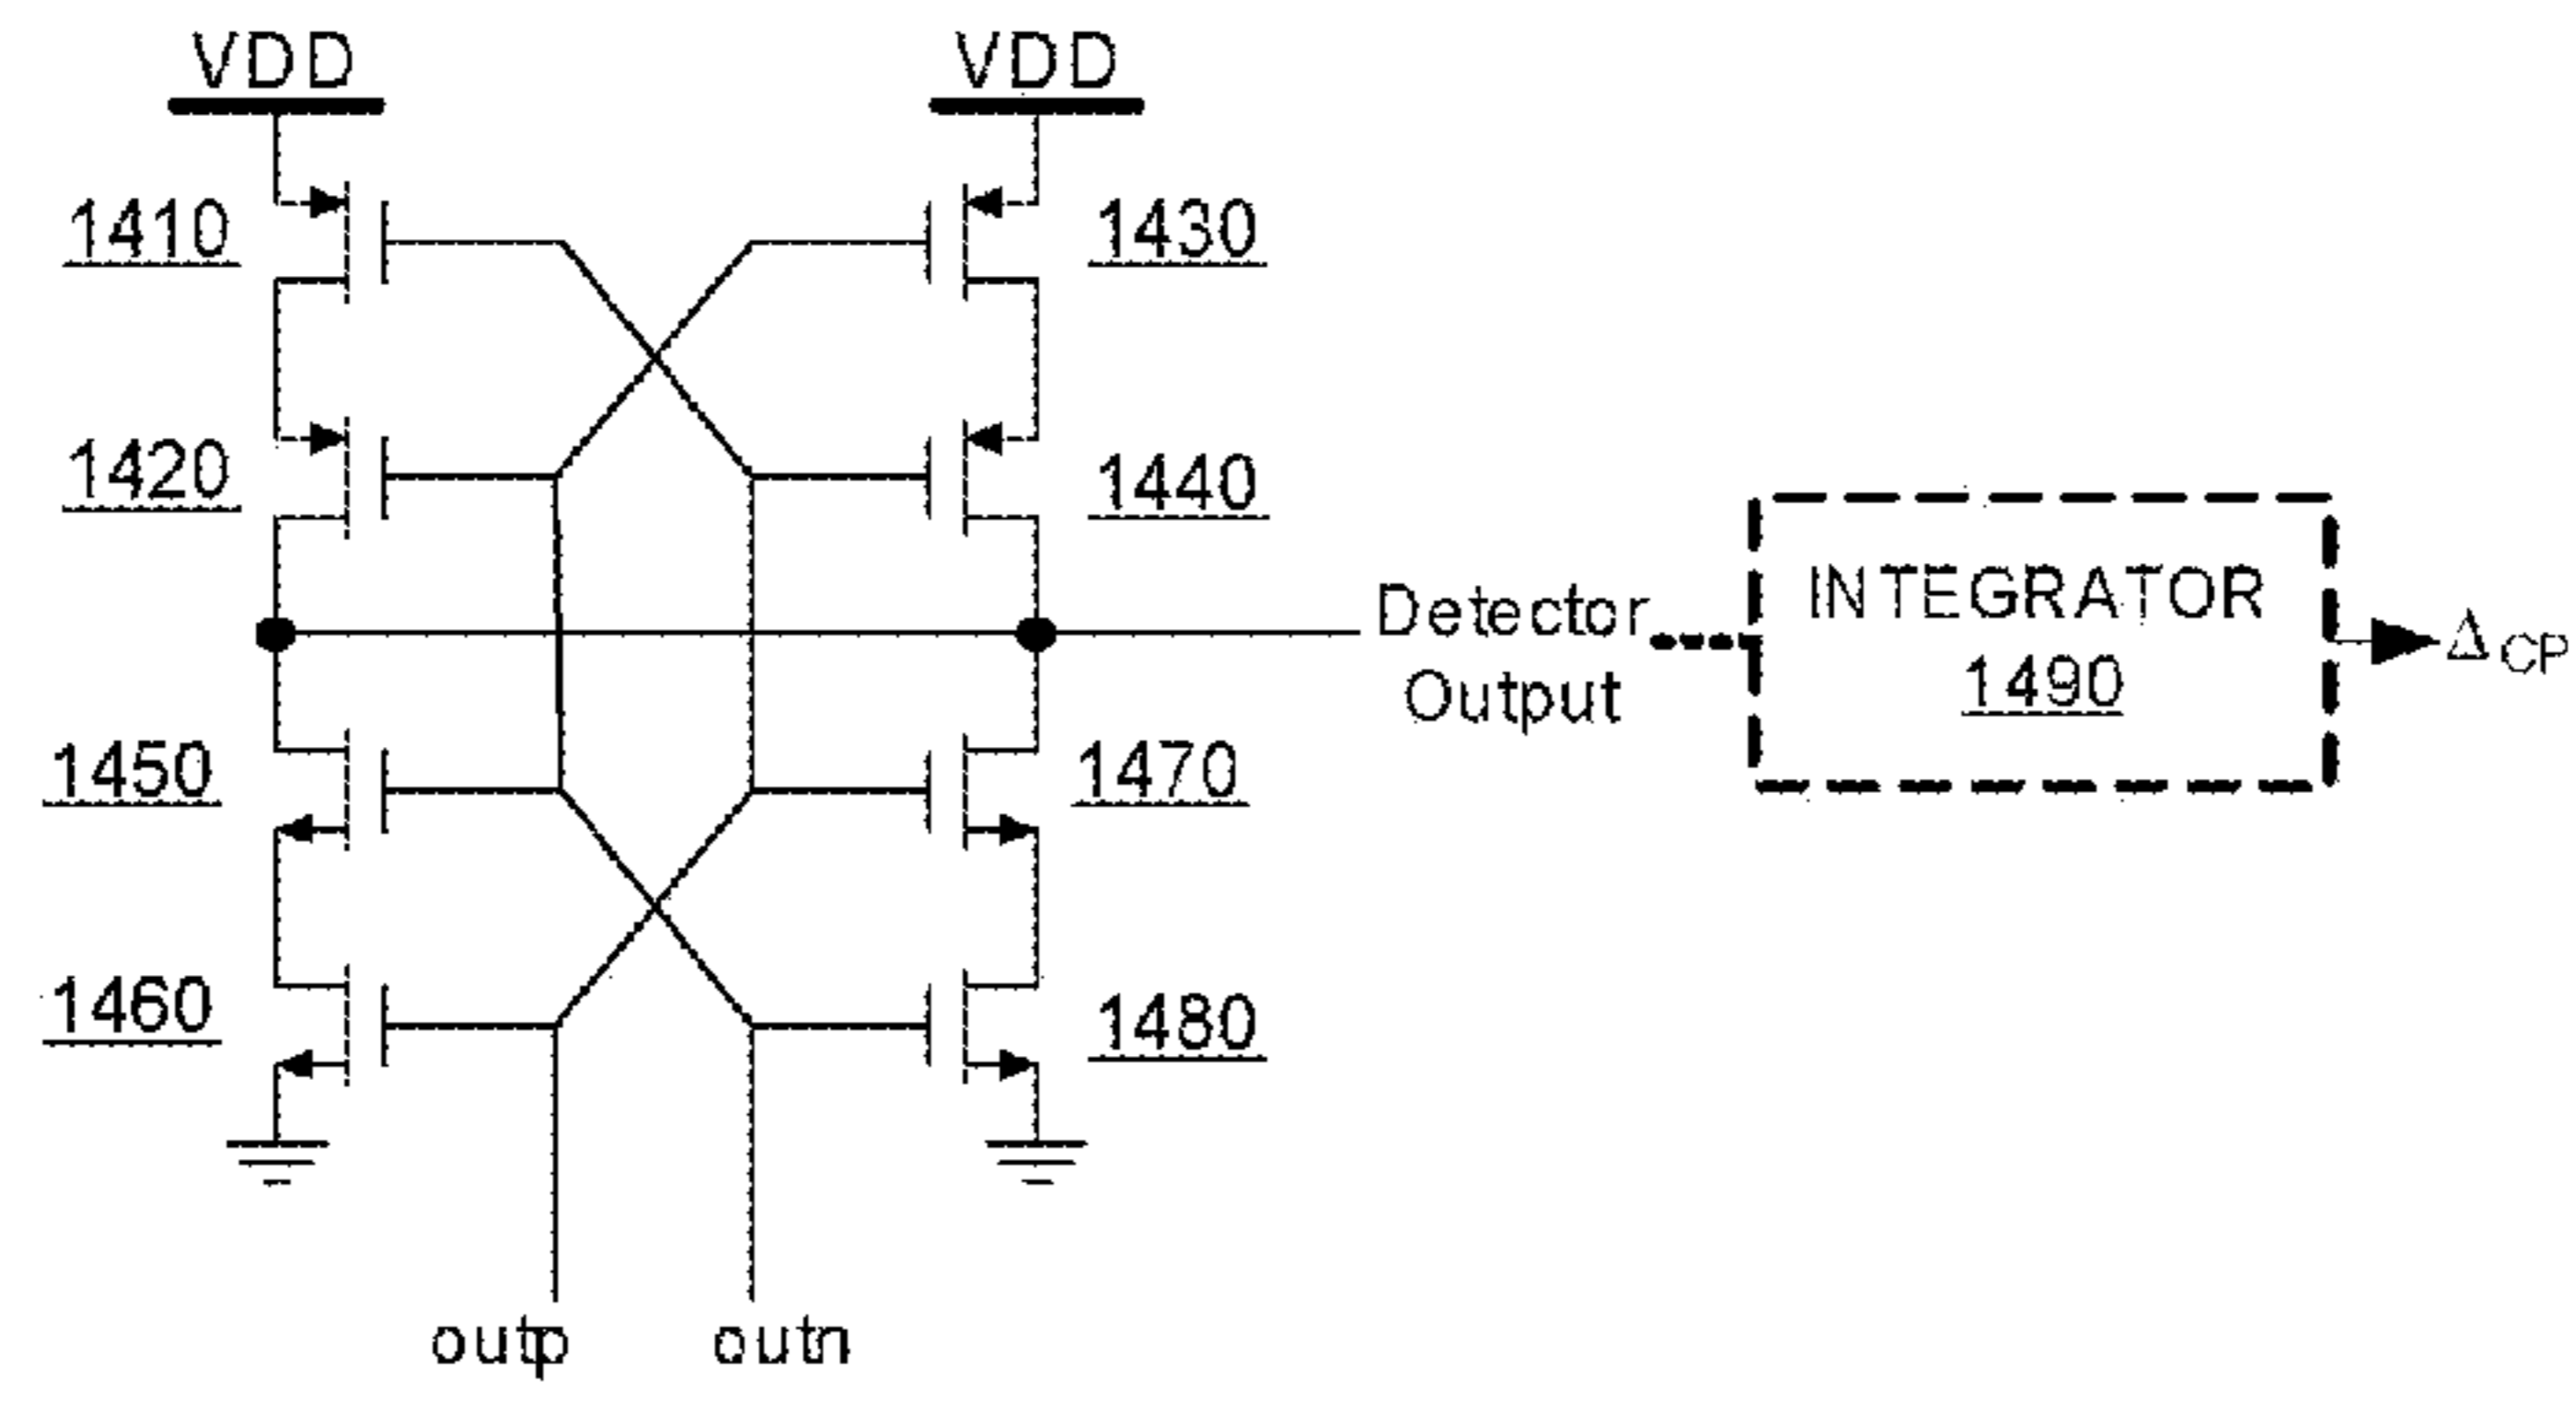 VDD
VDD
1410
1430
1420
1440
Detector
Output
INTEGRATOR
1490
ΔCP
1450
1470
1460
1480
outp
outn